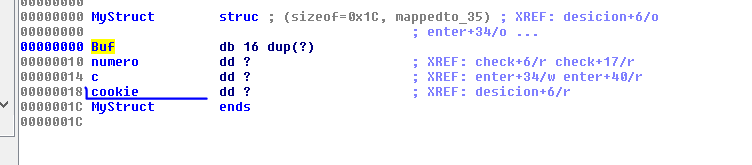 00000000
00000000 MyStruct struc ; (sizeof=0x1C, mappedto_35) ; XREF: desicion+6/o
00000000 ; enter+34/o ...
00000000 Buf db 16 dup(?)
00000010 numero dd ? ; XREF: check+6/r check+17/r
00000014 c dd ? ; XREF: enter+34/w enter+40/r
00000018 cookie dd ? ; XREF: desicion+6/r
0000001C MyStruct ends
0000001C